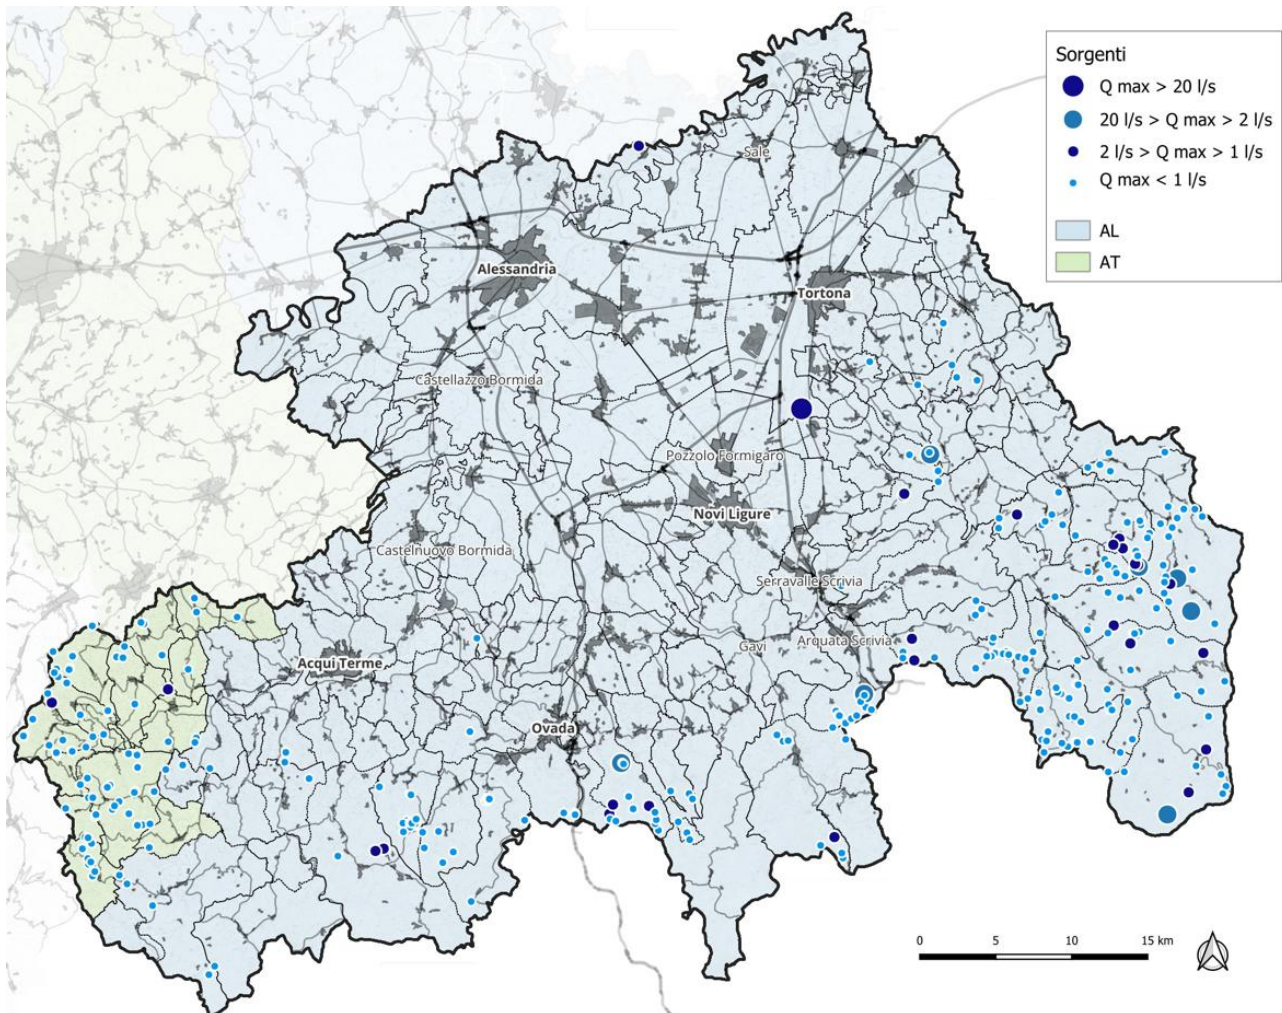 Sorgenti
Q max > 20 l/s
20 l/s > Q max > 2 l/s
2 l/s > Q max > 1 l/s
Q max < 1 l/s
AL
AT
Sale
Alessandria
Tortona
Castellazzo Bormida
Pozzolo Formigaro
Novi Ligure
Castelnuovo Bormida
Serravalle Scrivia
Arquata Scrivia
Gavi
Acqui Terme
Ovada
0 5 10 15 km